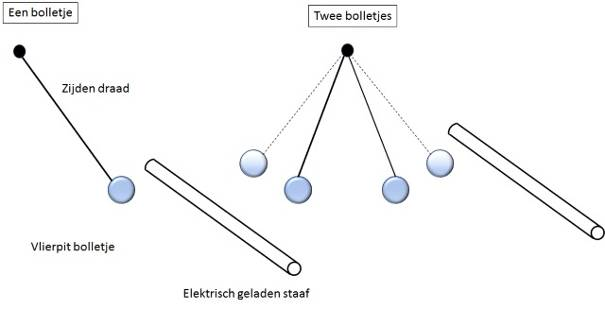 Een bolletje
Twee bolletjes
Zijden draad
Vlierpit bolletje
Elektrisch geladen staaf